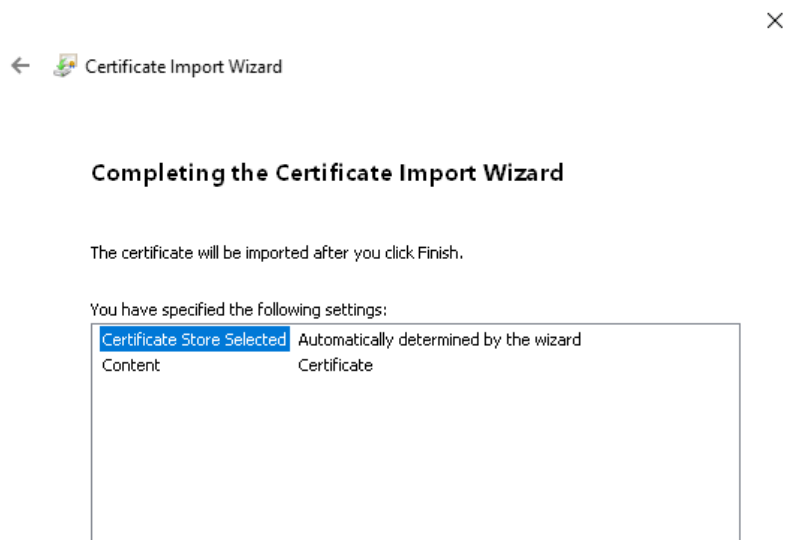 Certificate Import Wizard
Completing the Certificate Import Wizard
The certificate will be imported after you click Finish.
You have specified the following settings:
Certificate Store Selected Automatically determined by the wizard
Content Certificate